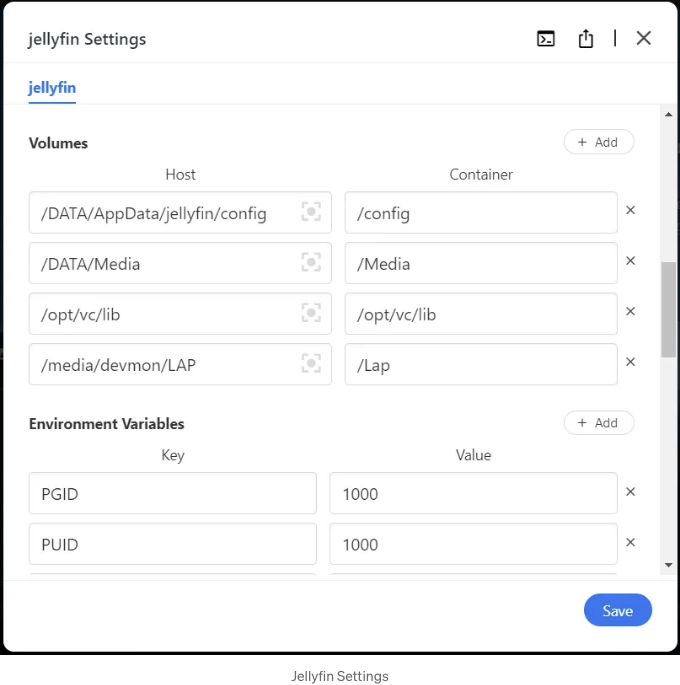 jellyfin Settings
jellyfin
Volumes
+ Add
Host Container
/DATA/AppData/jellyfin/config /config
/DATA/Media /Media
/opt/vc/lib /opt/vc/lib
/media/devmon/LAP /Lap
Environment Variables
+ Add
Key Value
PGID 1000
PUID 1000
Save
Jellyfin Settings